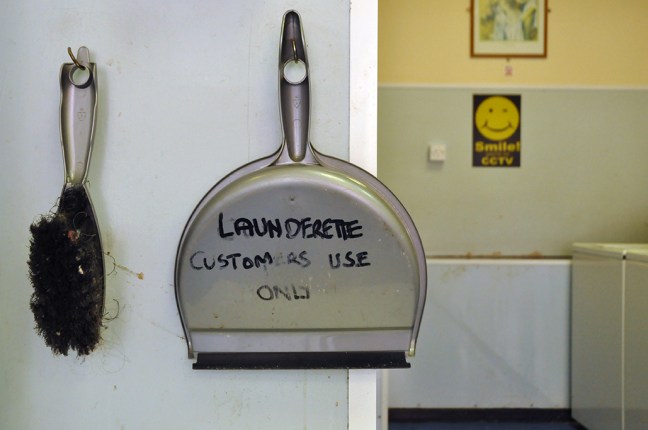 LAUNDERETTE
CUSTOMERS USE
ONLY
Smile!
CCTV